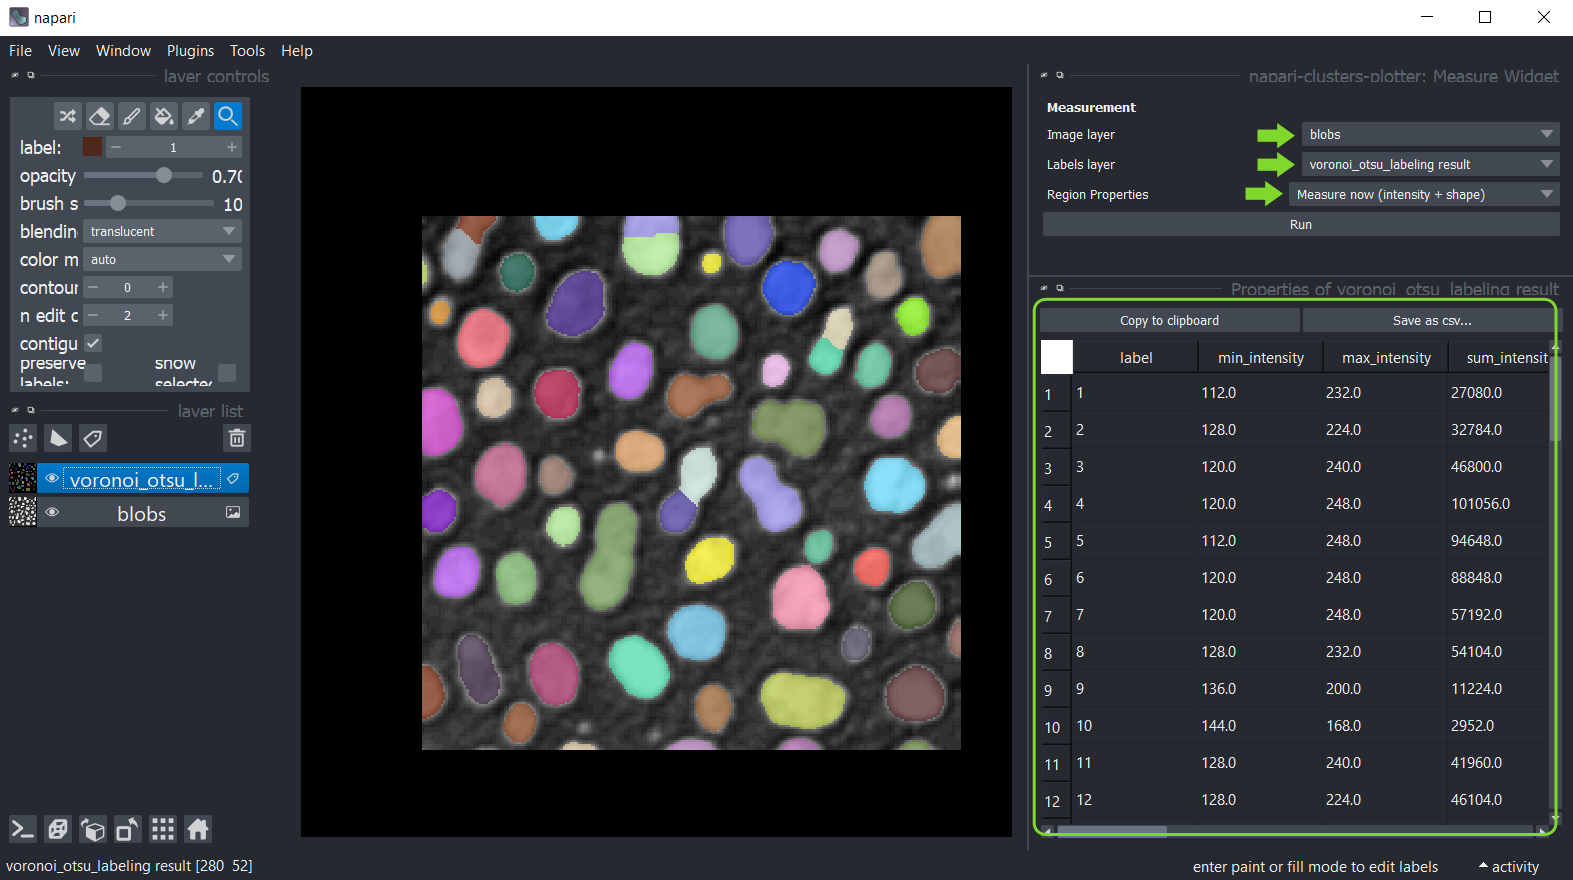 napari
File View Window Plugins Tools Help
layer controls
label: 1
opacity 0.70
brush s 10
blendin translucent
color m auto
contour 0
n edit d 2
contigu
preserve labels: show selected
layer list
voronoi_otsu_l...
blobs
napari-clusters-plotter: Measure Widget
Measurement
Image layer blobs
Labels layer voronoi_otsu_labeling result
Region Properties Measure now (intensity + shape)
Run
Properties of voronoi_otsu_labeling result
Copy to clipboard Save as csv...
label min_intensity max_intensity sum_intensit
1 1 112.0 232.0 27080.0
2 2 128.0 224.0 32784.0
3 3 120.0 240.0 46800.0
4 4 120.0 248.0 101056.0
5 5 112.0 248.0 94648.0
6 6 120.0 248.0 88848.0
7 7 120.0 248.0 57192.0
8 8 128.0 232.0 54104.0
9 9 136.0 200.0 11224.0
10 10 144.0 168.0 2952.0
11 11 128.0 240.0 41960.0
12 12 128.0 224.0 46104.0
voronoi_otsu_labeling result [280 52]
enter paint or fill mode to edit labels activity